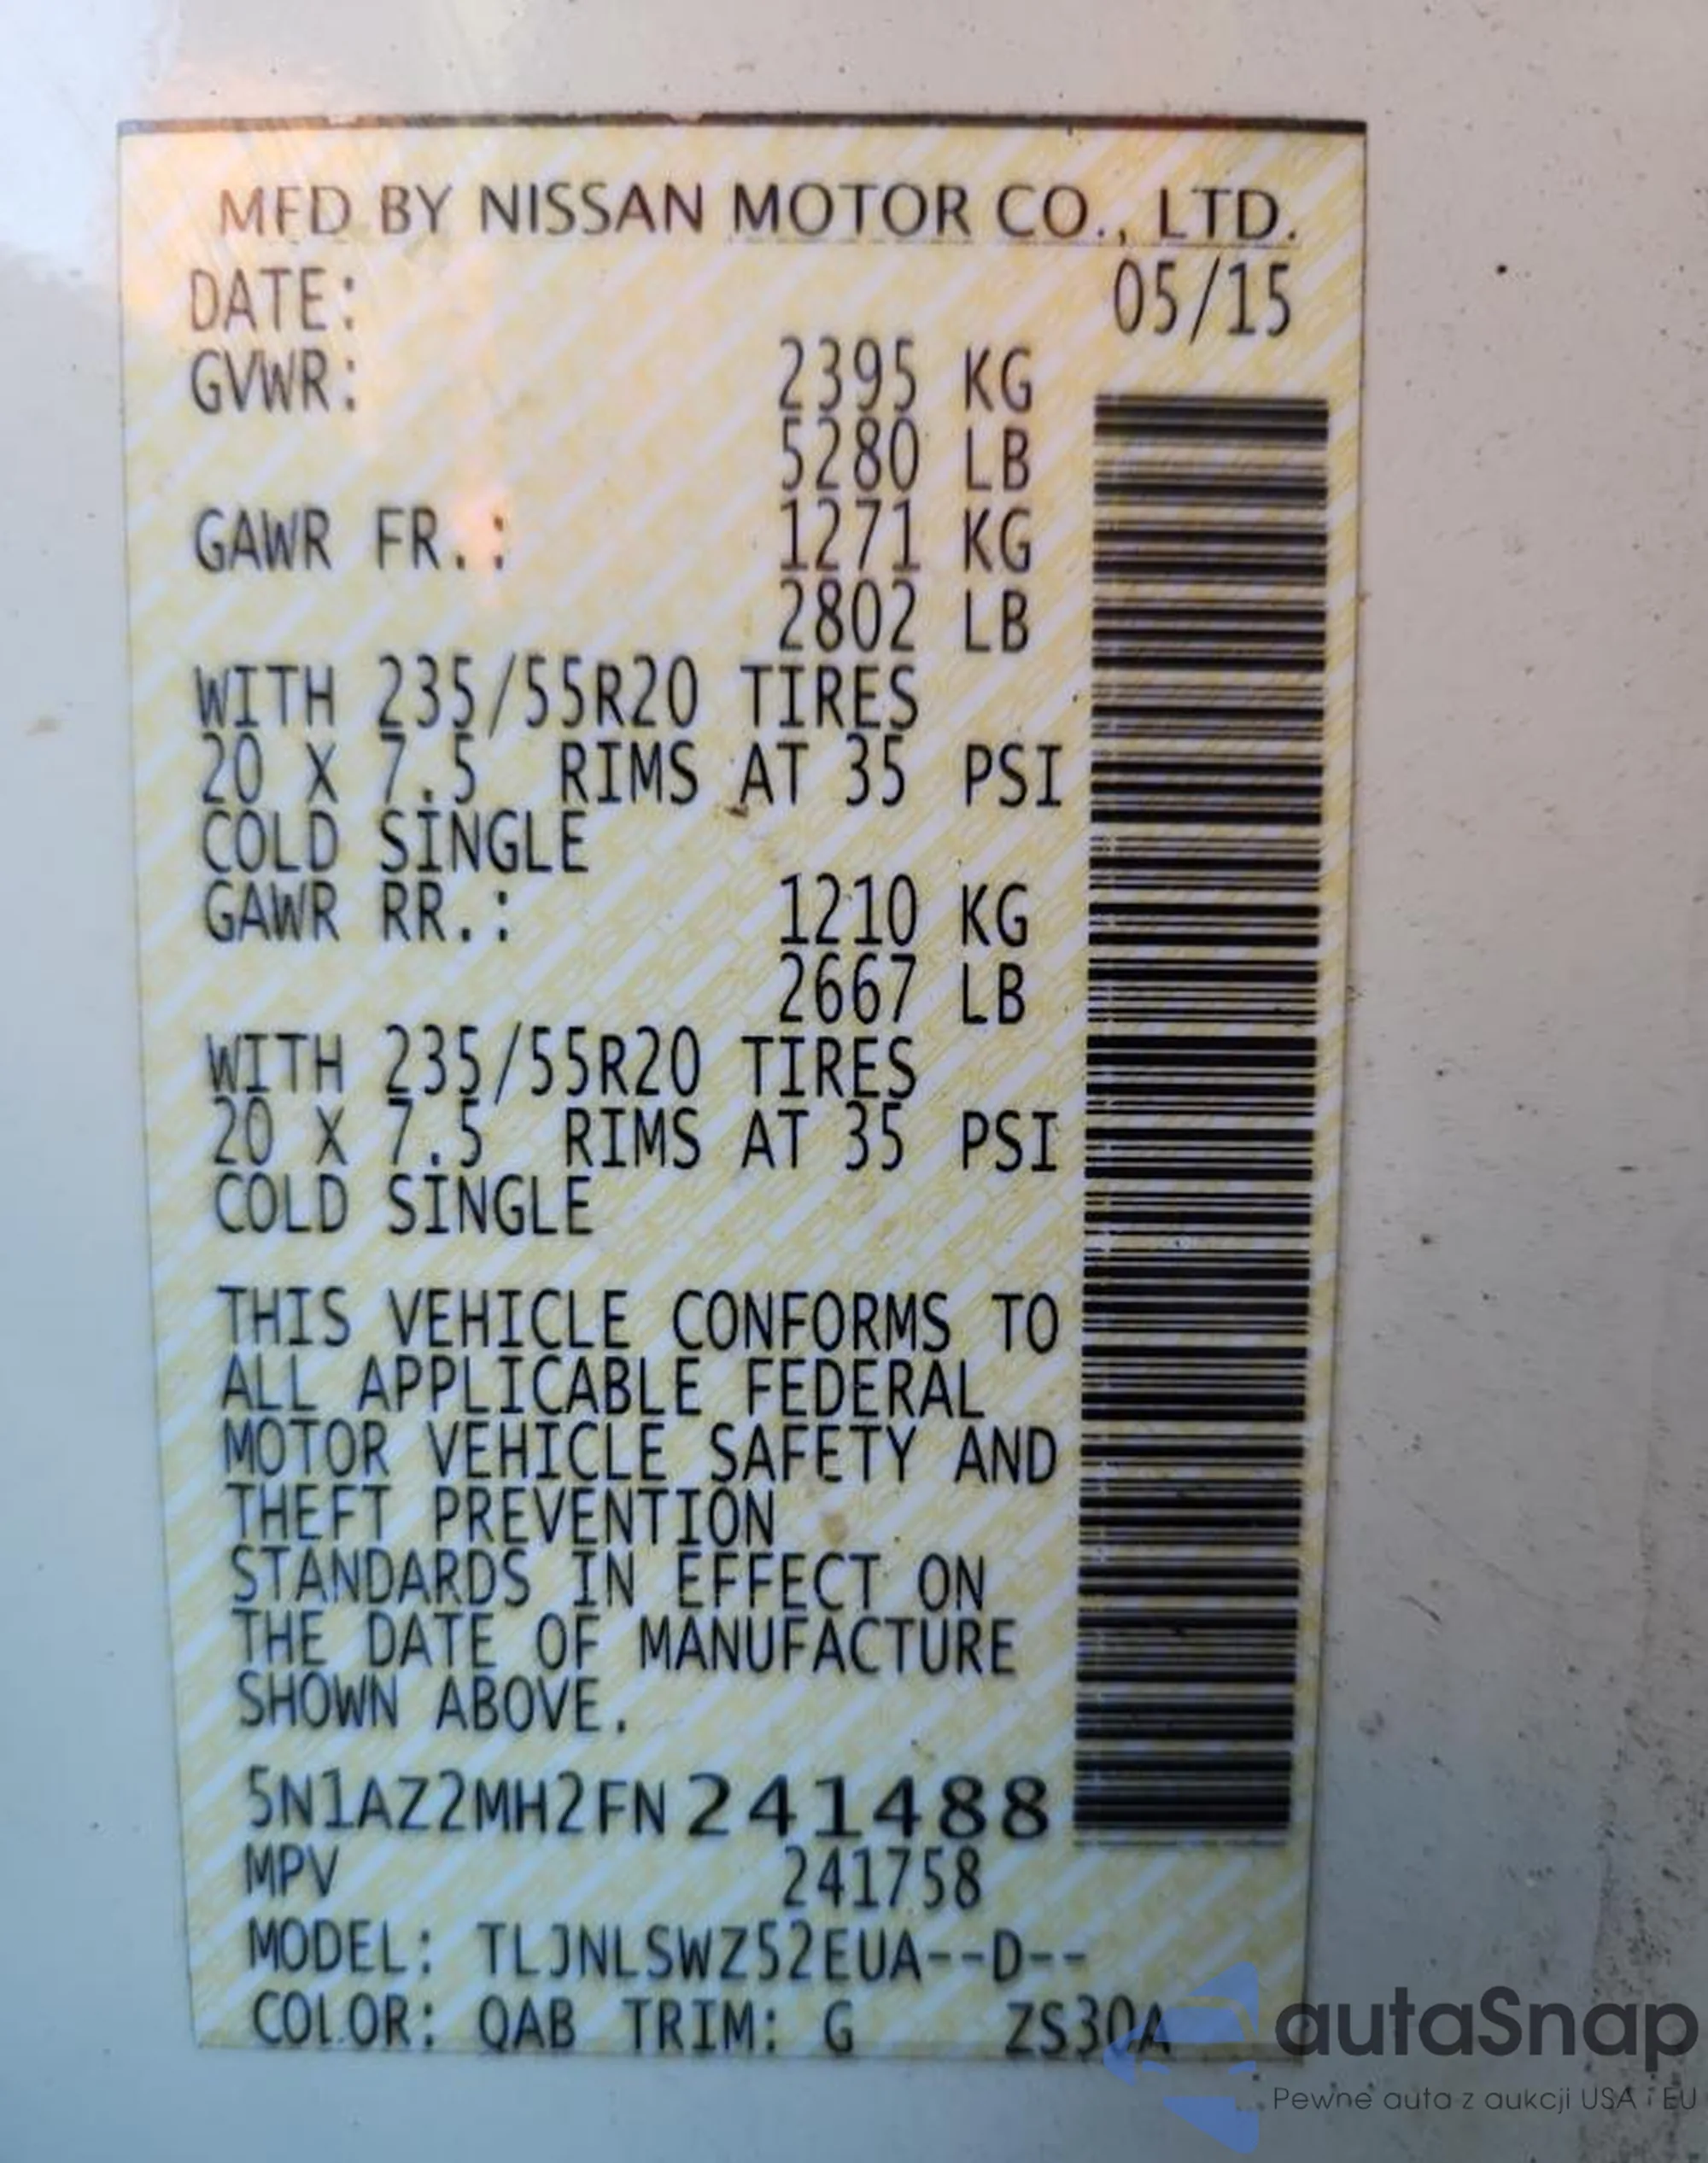 MFD BY NISSAN MOTOR CO., LTD.
DATE: 05/15
GVWR: 2395 KG
5280 LB
GAWR FR.: 1271 KG
2802 LB
WITH 235/55R20 TIRES
20 X 7.5 RIMS AT 35 PSI
COLD SINGLE
GAWR RR.: 1210 KG
2667 LB
WITH 235/55R20 TIRES
20 X 7.5 RIMS AT 35 PSI
COLD SINGLE
THIS VEHICLE CONFORMS TO
ALL APPLICABLE FEDERAL
MOTOR VEHICLE SAFETY AND
THEFT PREVENTION
STANDARDS IN EFFECT ON
THE DATE OF MANUFACTURE
SHOWN ABOVE.
5N1AZ2MH2FN241488
MPV 241758
MODEL: TLJNLSWZ52EUA--D--
COLOR: QAB TRIM: G ZS30A
autaSnap
Pewne auta z aukcji USA i EU